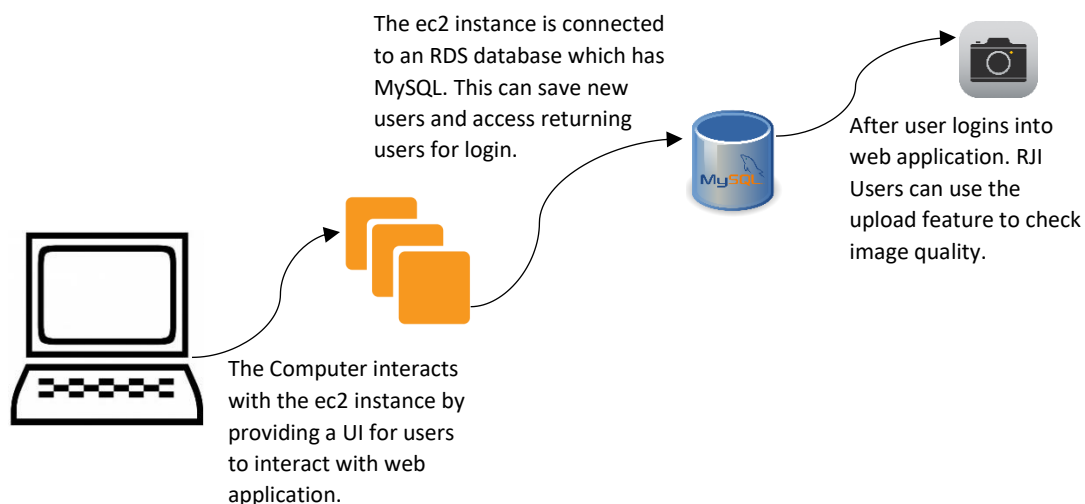 The ec2 instance is connected
to an RDS database which has
MySQL. This can save new
users and access returning
users for login.
MySQL
After user logins into
web application. RJI
Users can use the
upload feature to check
image quality.
The Computer interacts
with the ec2 instance by
providing a UI for users
to interact with web
application.